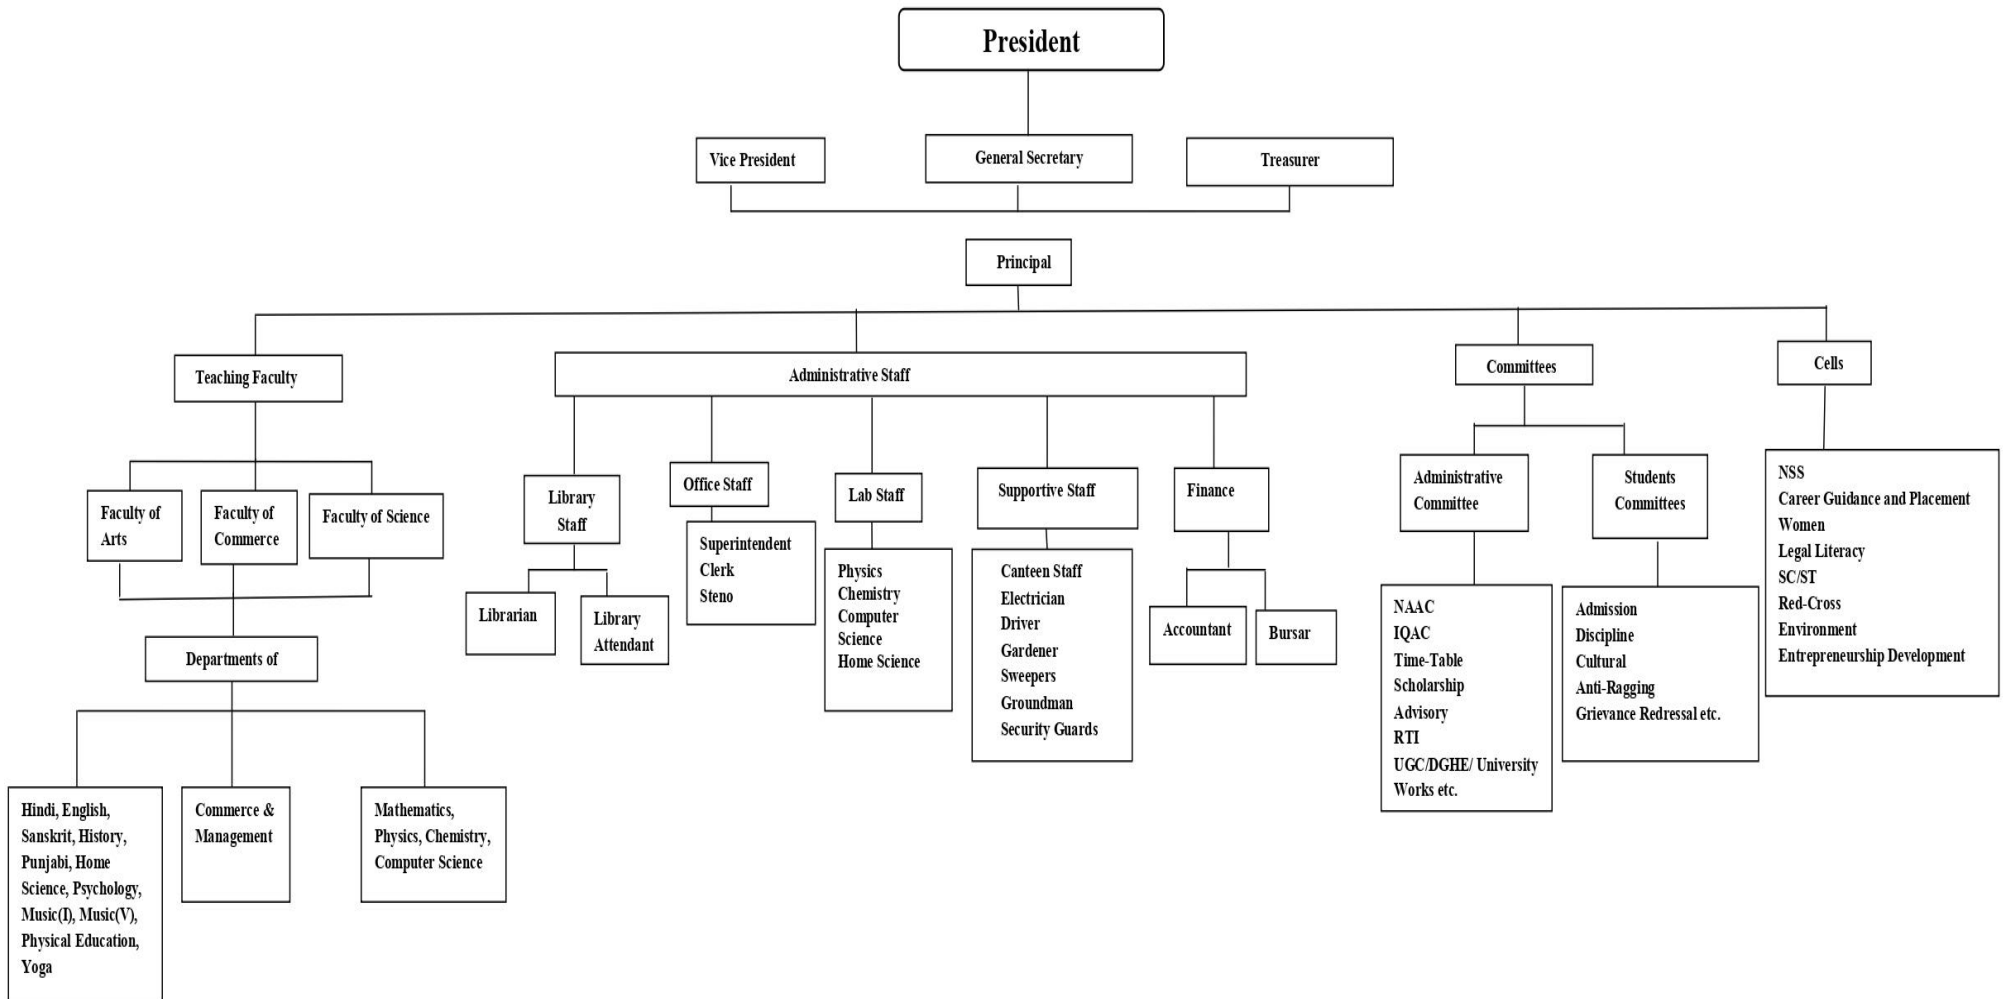 President
Vice President
General Secretary
Treasurer
Principal
Teaching Faculty
Administrative Staff
Committees
Cells
Faculty of
Arts
Faculty of
Commerce
Faculty of Science
Library
Staff
Office Staff
Lab Staff
Supportive Staff
Finance
Administrative
Committee
Students
Committees
NSS
Career Guidance and Placement
Women
Legal Literacy
SC/ST
Red-Cross
Environment
Entrepreneurship Development
Superintendent
Clerk
Steno
Physics
Chemistry
Computer
Science
Home Science
Canteen Staff
Electrician
Driver
Gardener
Sweepers
Groundman
Security Guards
Librarian
Library
Attendant
Accountant
Bursar
NAAC
IQAC
Time-Table
Scholarship
Advisory
RTI
UGC/DGHE/ University
Works etc.
Admission
Discipline
Cultural
Anti-Ragging
Grievance Redressal etc.
Departments of
Hindi, English,
Sanskrit, History,
Punjabi, Home
Science, Psychology,
Music(I), Music(V),
Physical Education,
Yoga
Commerce &
Management
Mathematics,
Physics, Chemistry,
Computer Science